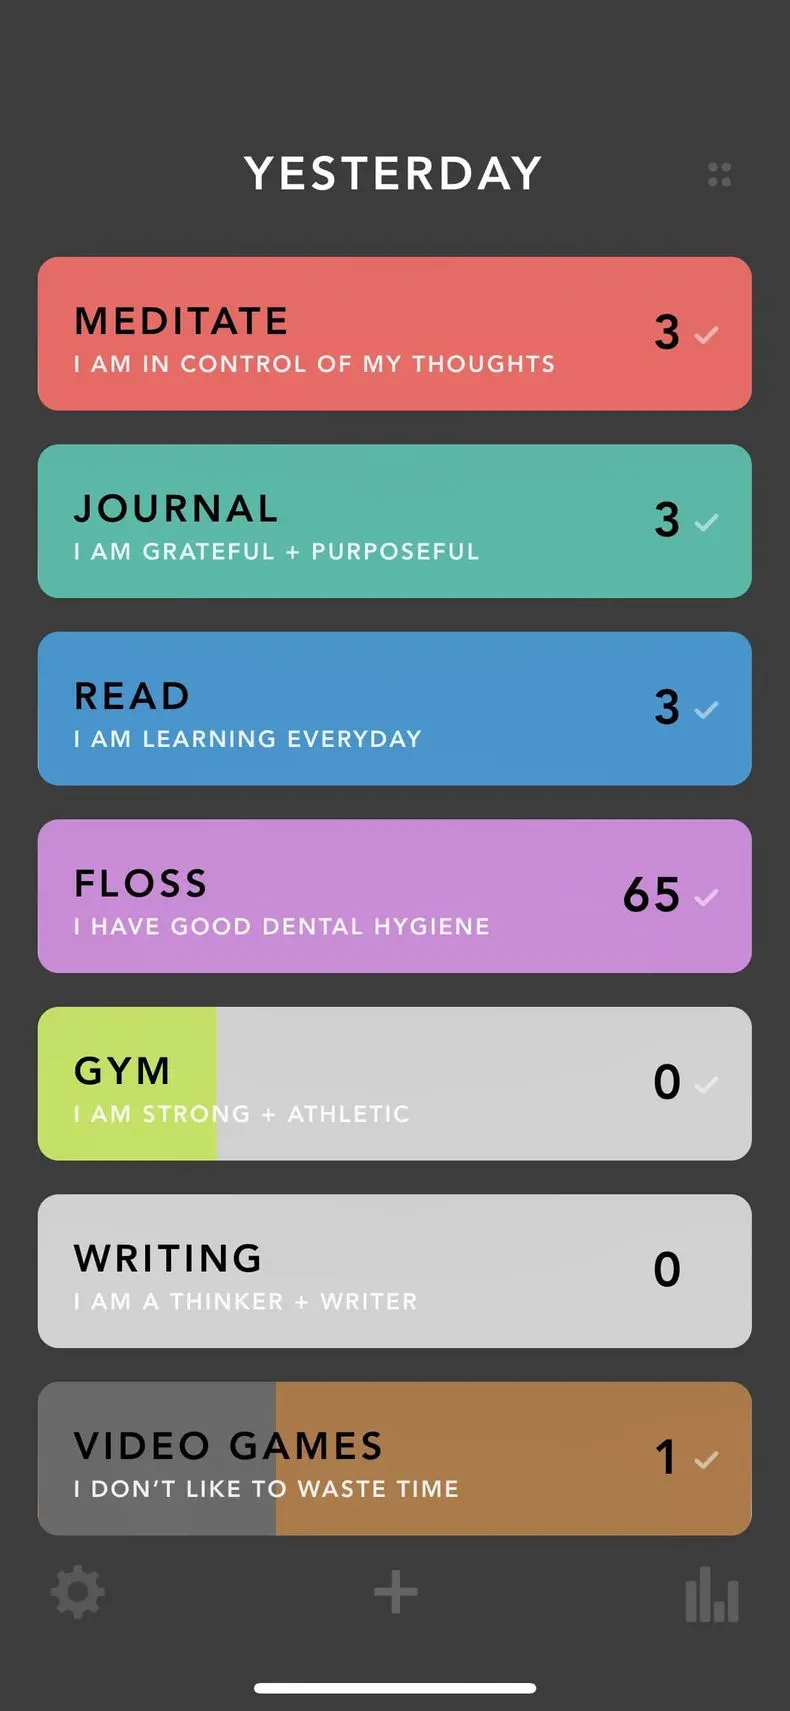 YESTERDAY
MEDITATE
I AM IN CONTROL OF MY THOUGHTS
3
JOURNAL
I AM GRATEFUL + PURPOSEFUL
3
READ
I AM LEARNING EVERYDAY
3
FLOSS
I HAVE GOOD DENTAL HYGIENE
65
GYM
I AM STRONG + ATHLETIC
0
WRITING
I AM A THINKER + WRITER
0
VIDEO GAMES
I DON’T LIKE TO WASTE TIME
1